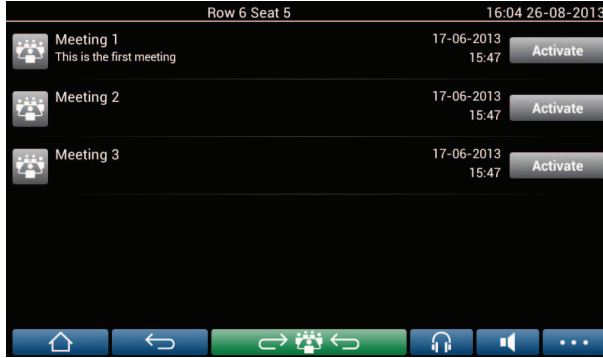 Row 6 Seat 5 16:04 26-08-2013
Meeting 1 17-06-2013
This is the first meeting 15:47 Activate
Meeting 2 17-06-2013
15:47 Activate
Meeting 3 17-06-2013
15:47 Activate